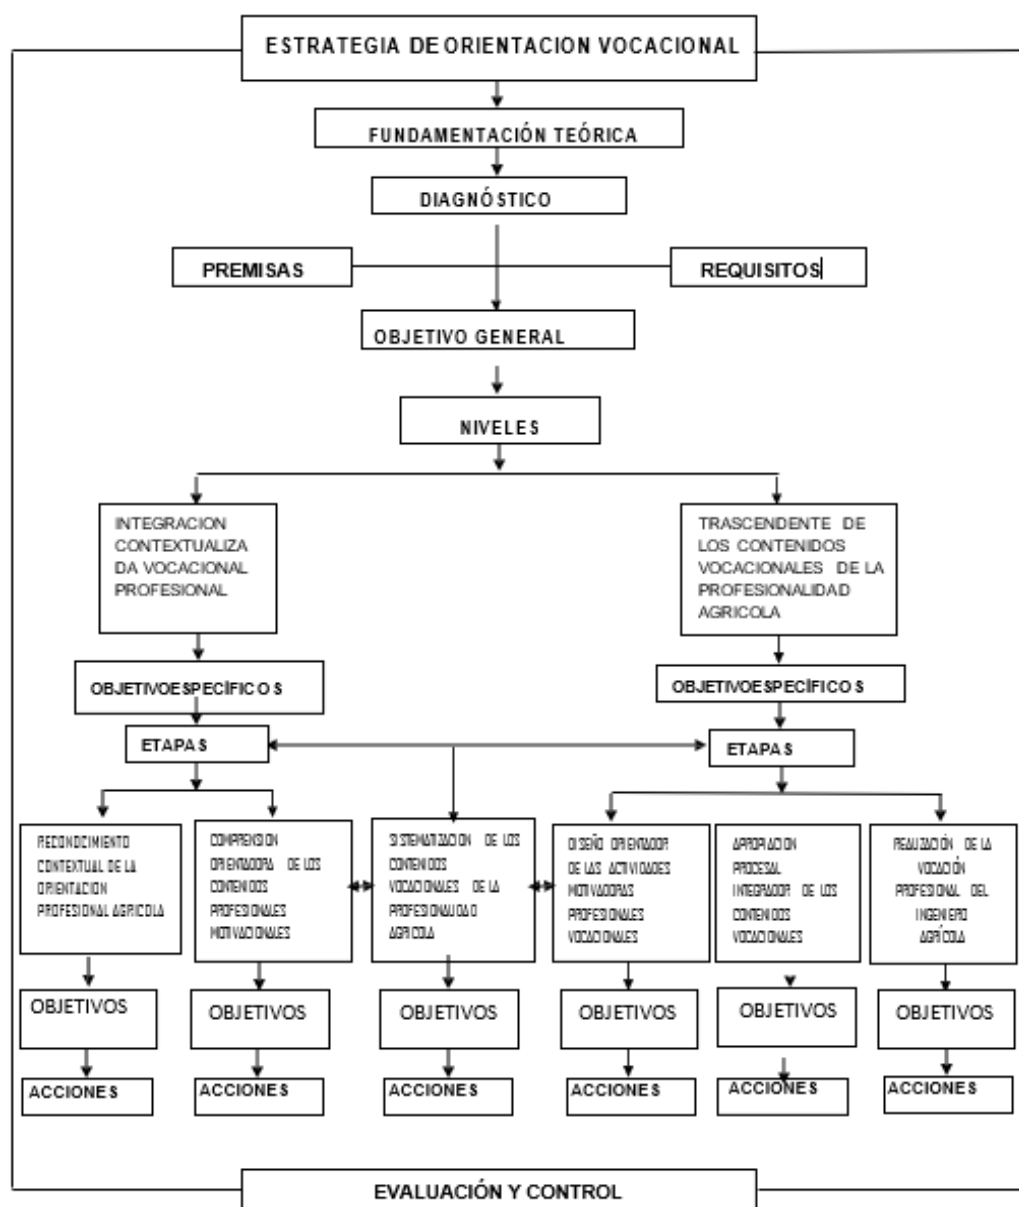 ESTRATEGIA DE ORIENTACION VOCACIONAL
FUNDAMENTACIÓN TEÓRICA
DIAGNÓSTICO
PREMISAS
REQUISITOS
OBJETIVO GENERAL
NIVELES
INTEGRACION
CONTEXTUALIZA
DA VOCACIONAL
PROFESIONAL
TRASCENDENTE DE
LOS CONTENIDOS
VOCACIONALES DE LA
PROFESIONALIDAD
AGRICOLA
OBJETIVOESPECÍFICOS
OBJETIVOESPECÍFICOS
ETAPAS
ETAPAS
RECONOCIMIENTO
CONTEXTUAL DE LA
ORIENTACION
PROFESIONAL AGRICOLA
COMPRENSION
ORIENTADORA DE LOS
CONTENIDOS
PROFESIONALES
MOTIVACIONALES
SISTEMATIZACION DE LOS
CONTENIDOS
VOCACIONALES DE LA
PROFESIONALIDAD
AGRICOLA
DISEÑO ORIENTADOR
DE LAS ACTIVIDADES
MOTIVADORAS
PROFESIONALES
VOCACIONALES
APROPIACION
PROCESAL
INTEGRADOR DE LOS
CONTENIDOS
VOCACIONALES
REALIZACIÓN DE LA
VOCACIÓN
PROFESIONAL DEL
INGENIERO
AGRÍCOLA
OBJETIVOS
OBJETIVOS
OBJETIVOS
OBJETIVOS
OBJETIVOS
OBJETIVOS
ACCIONES
ACCIONES
ACCIONES
ACCIONES
ACCIONES
ACCIONES
EVALUACIÓN Y CONTROL